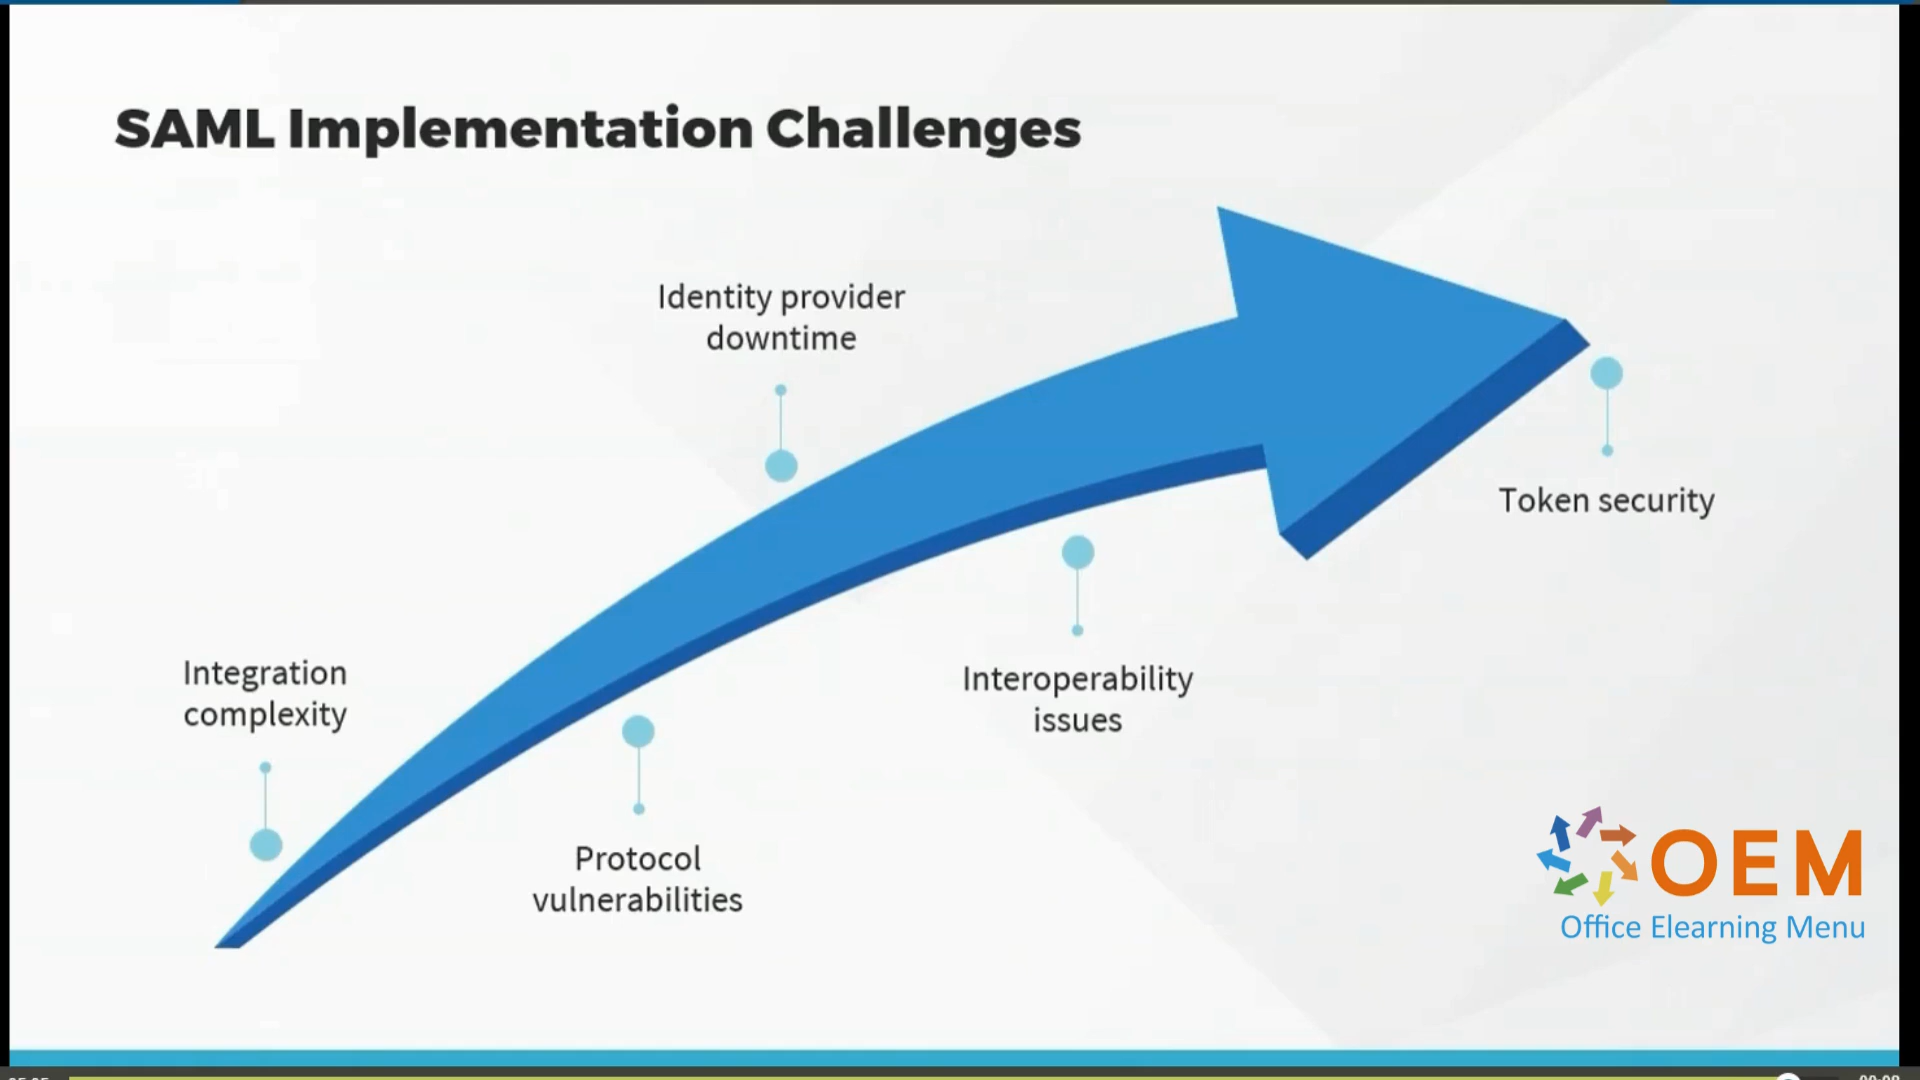 SAML Implementation Challenges
Identity provider
downtime
Token security
Integration
complexity
Interoperability
issues
Protocol
vulnerabilities
OEM
Office Elearning Menu